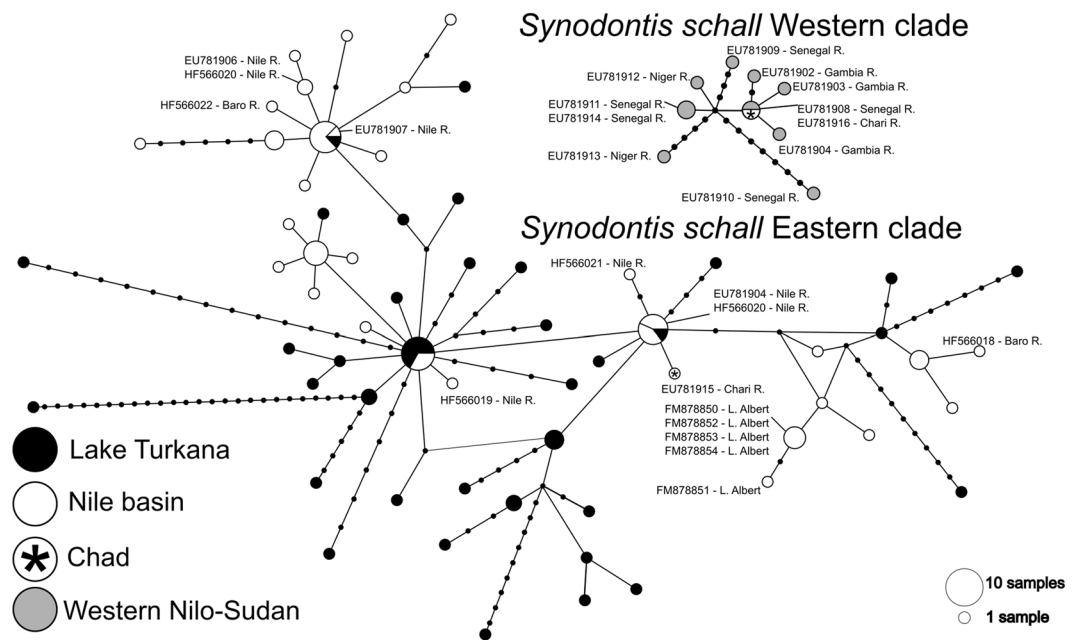 Synodontis schall Western clade
EU781906 - Nile R.
HF566020 - Nile R.
HF566022 - Baro R.
EU781907 - Nile R.
EU781909 - Senegal R.
EU781902 - Gambia R.
EU781912 - Niger R.
EU781903 - Gambia R.
EU781911 - Senegal R.
EU781914 - Senegal R.
EU781908 - Senegal R.
EU781916 - Chari R.
EU781904 - Gambia R.
EU781913 - Niger R.
EU781910 - Senegal R.
Synodontis schall Eastern clade
HF566021 - Nile R.
EU781904 - Nile R.
HF566020 - Nile R.
HF566018 - Baro R.
EU781915 - Chari R.
HF566019 - Nile R.
FM878850 - L. Albert
FM878852 - L. Albert
FM878853 - L. Albert
FM878854 - L. Albert
FM878851 - L. Albert
Lake Turkana
Nile basin
Chad
Western Nilo-Sudan
10 samples
1 sample